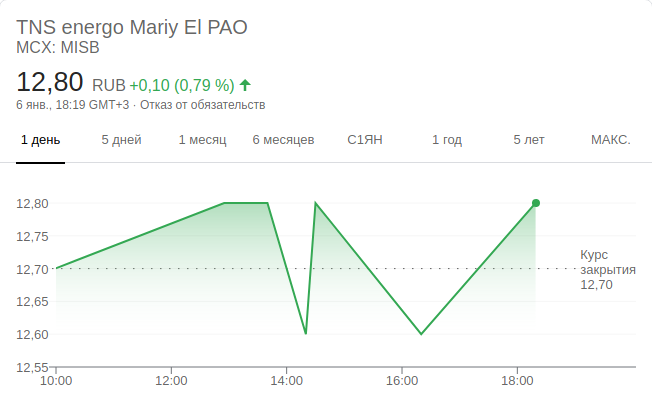 TNS energo Mariy El PAO
MCX: MISB
12,80 RUB +0,10 (0,79 %)
6 янв., 18:19 GMT+3 · Отказ от обязательств
1 день 5 дней 1 месяц 6 месяцев С1ЯН 1 год 5 лет МАКС.
12,80
12,75
12,70
12,65
12,60
12,55
Курс
закрытия
12,70
10:00 12:00 14:00 16:00 18:00